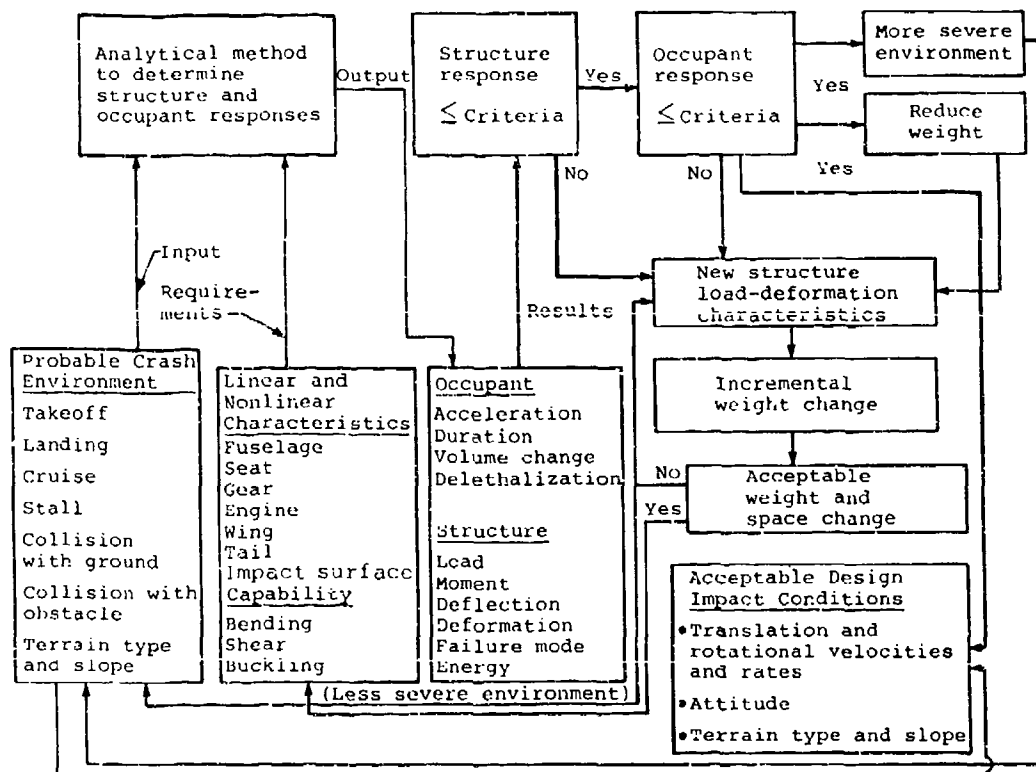 Analytical method
to determine
structure and
occupant responses
Output
Structure
response
≤ Criteria
Yes
Occupant
response
≤ Criteria
Yes
More severe
environment
Reduce
weight
Yes
No
No
Input
Require-
ments
Results
New structure
load-deformation
characteristics
Incremental
weight change
No
Yes
Acceptable
weight and
space change
Probable Crash
Environment
Takeoff
Landing
Cruise
Stall
Collision
with ground
Collision with
obstacle
Terrain type
and slope
Linear and
Nonlinear
Characteristics
Fuselage
Seat
Gear
Engine
Wing
Tail
Impact surface
Capability
Bending
Shear
Buckling
Occupant
Acceleration
Duration
Volume change
Delethalization
Structure
Load
Moment
Deflection
Deformation
Failure mode
Energy
(Less severe environment)
Acceptable Design
Impact Conditions
•Translation and
rotational velocities
and rates
•Attitude
•Terrain type and slope